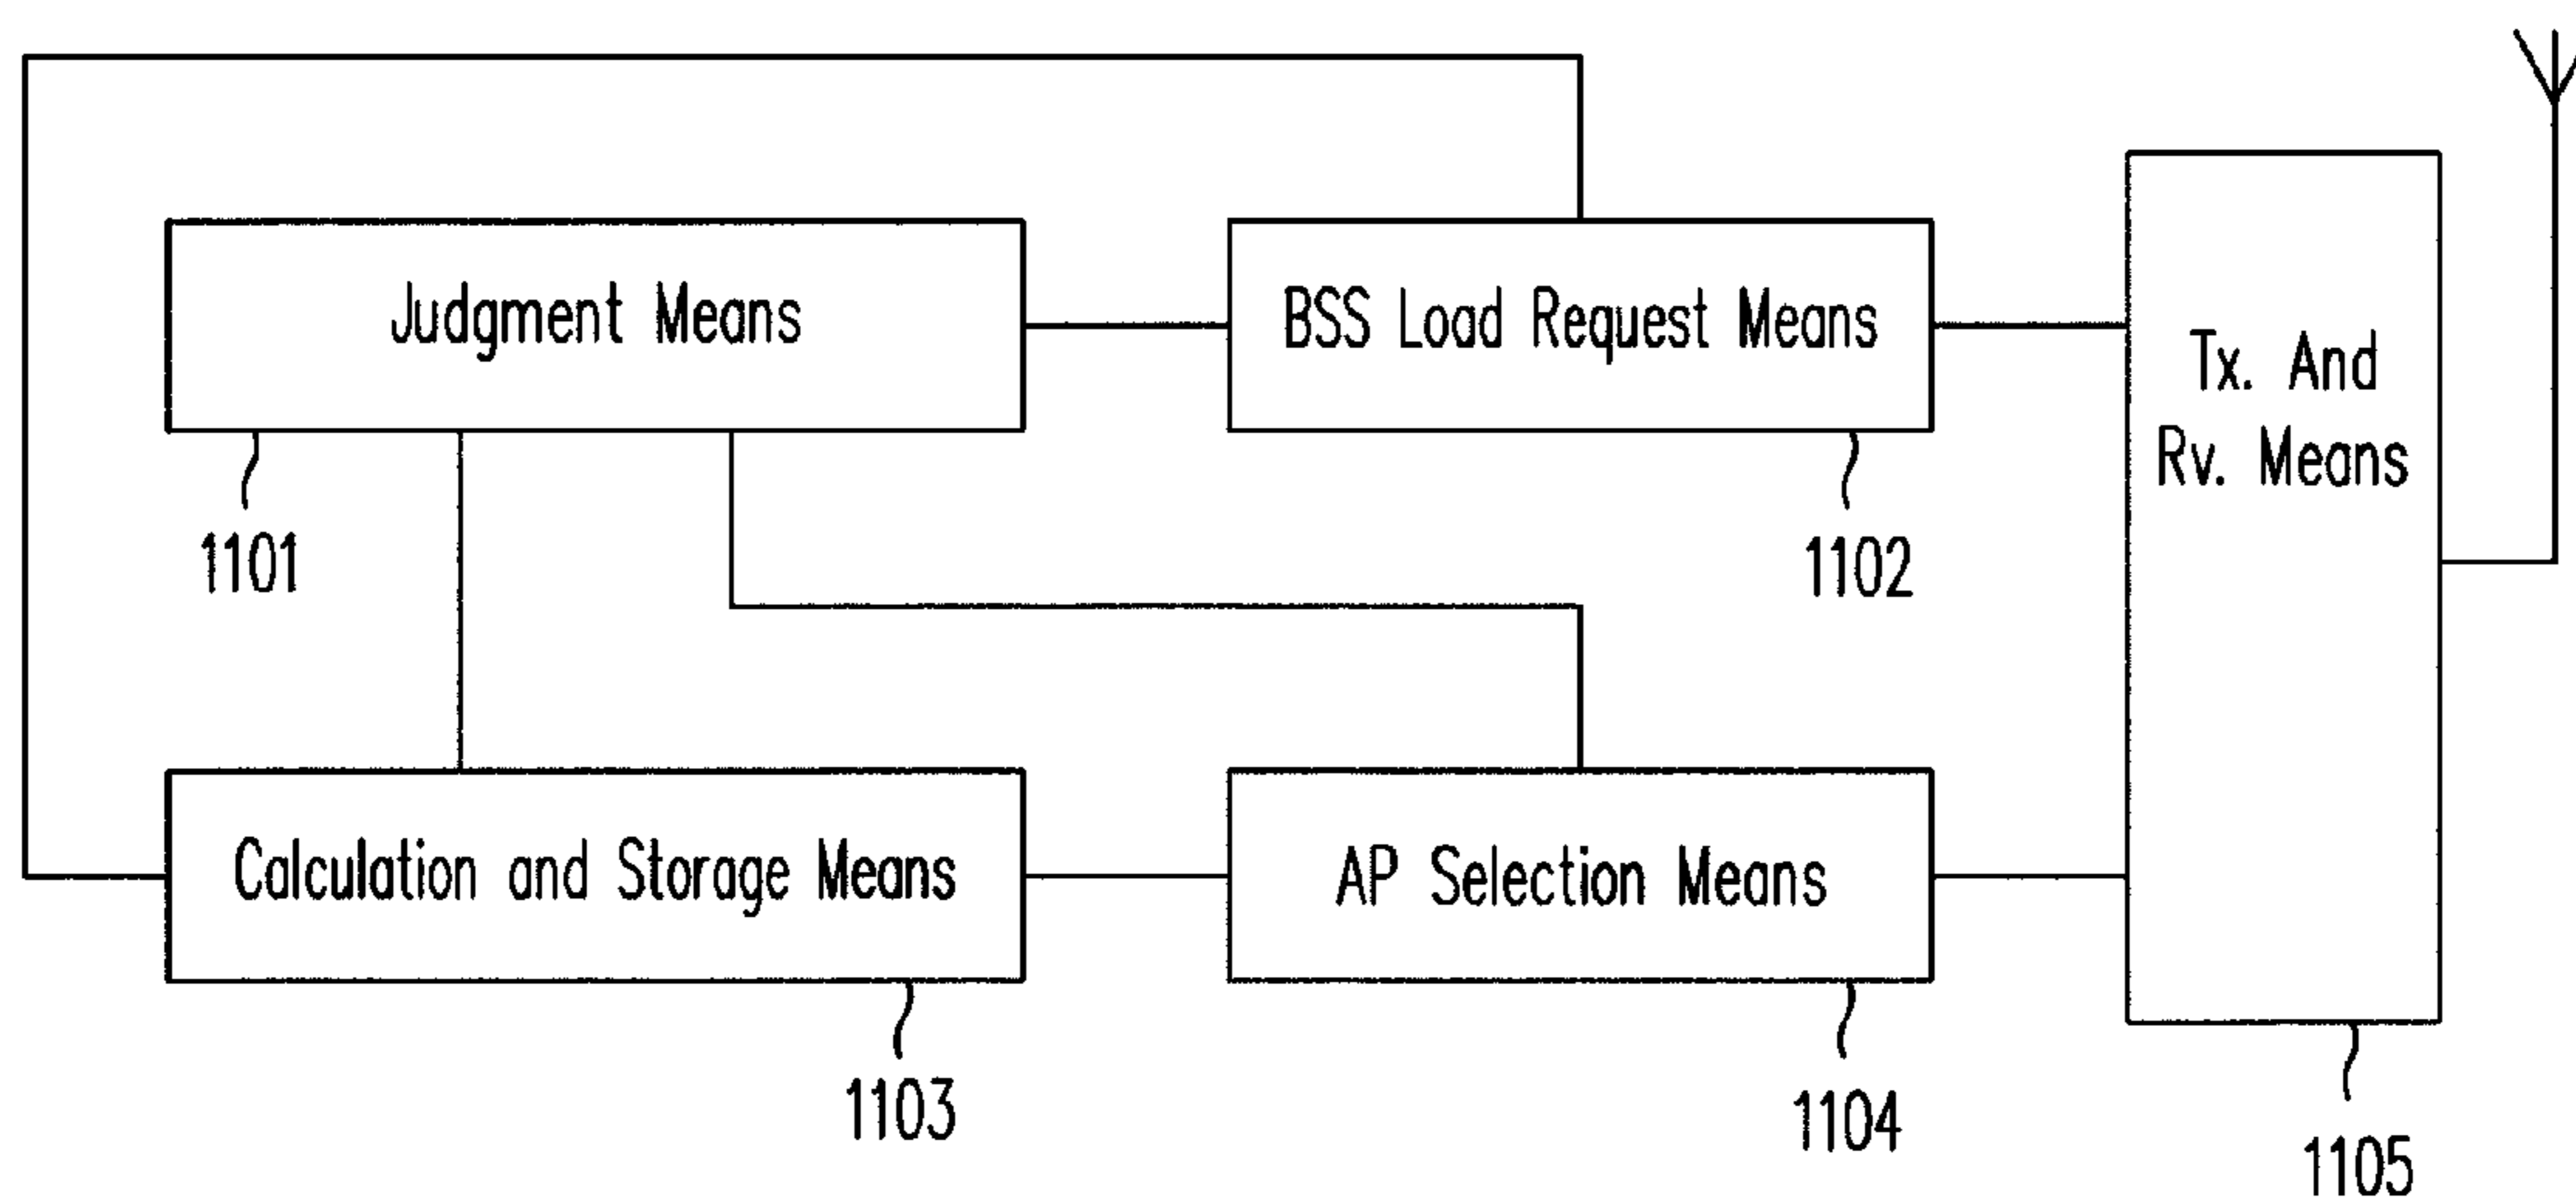 Judgment Means
BSS Load Request Means
Tx. And
Rv. Means
1101
1102
Calculation and Storage Means
AP Selection Means
1103
1104
1105